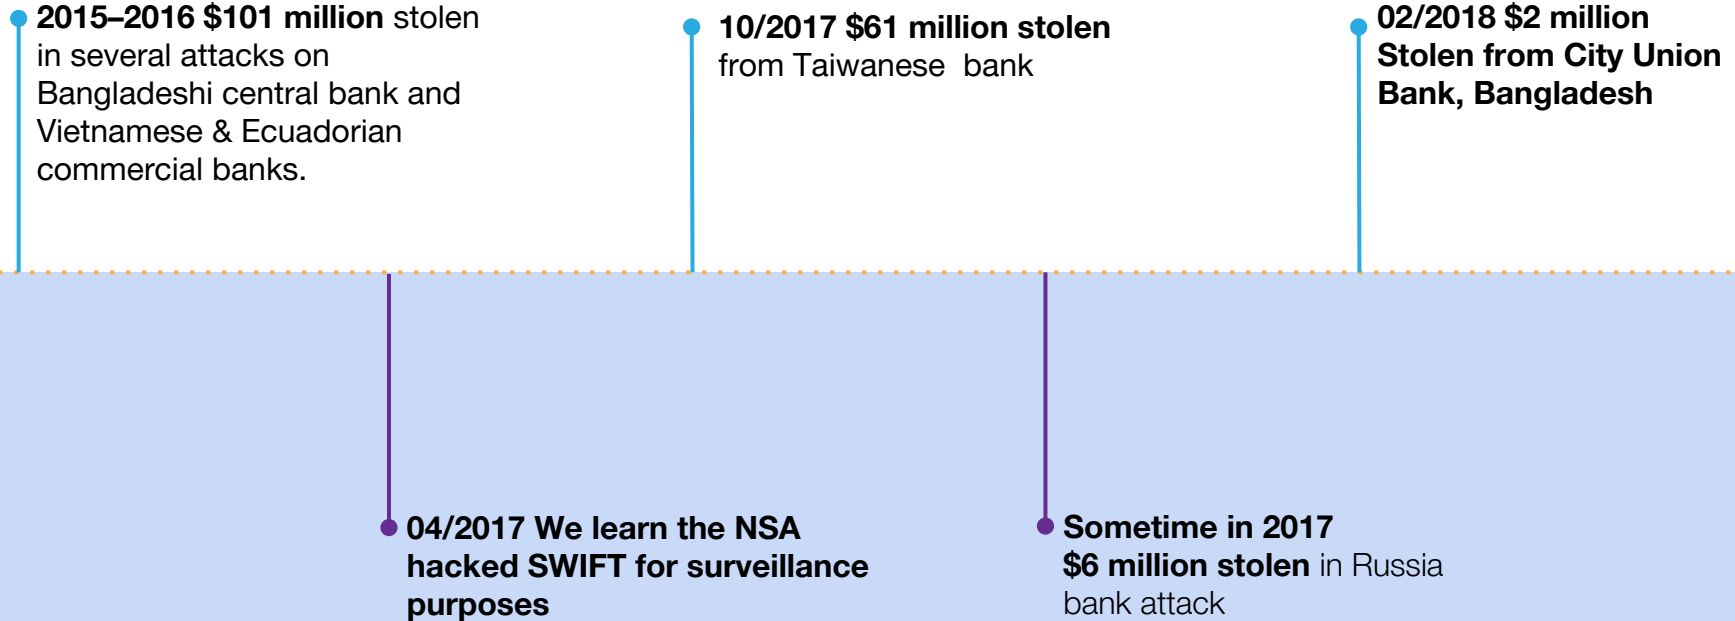 2015–2016 $101 million stolen
in several attacks on
Bangladeshi central bank and
Vietnamese & Ecuadorian
commercial banks.
04/2017 We learn the NSA
hacked SWIFT for surveillance
purposes
10/2017 $61 million stolen
from Taiwanese bank
Sometime in 2017
$6 million stolen in Russia
bank attack
02/2018 $2 million
Stolen from City Union
Bank, Bangladesh